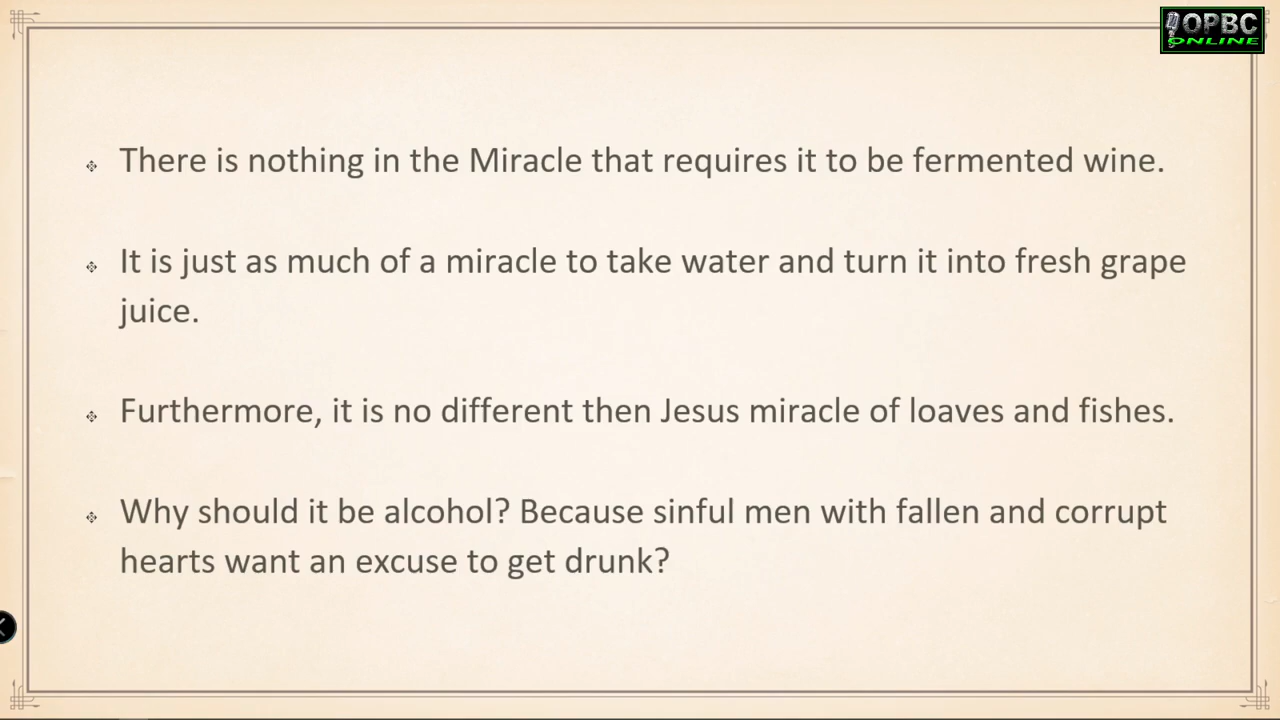 OPBC
ONLINE
There is nothing in the Miracle that requires it to be fermented wine.
It is just as much of a miracle to take water and turn it into fresh grape
juice.
Furthermore, it is no different then Jesus miracle of loaves and fishes.
Why should it be alcohol? Because sinful men with fallen and corrupt
hearts want an excuse to get drunk?